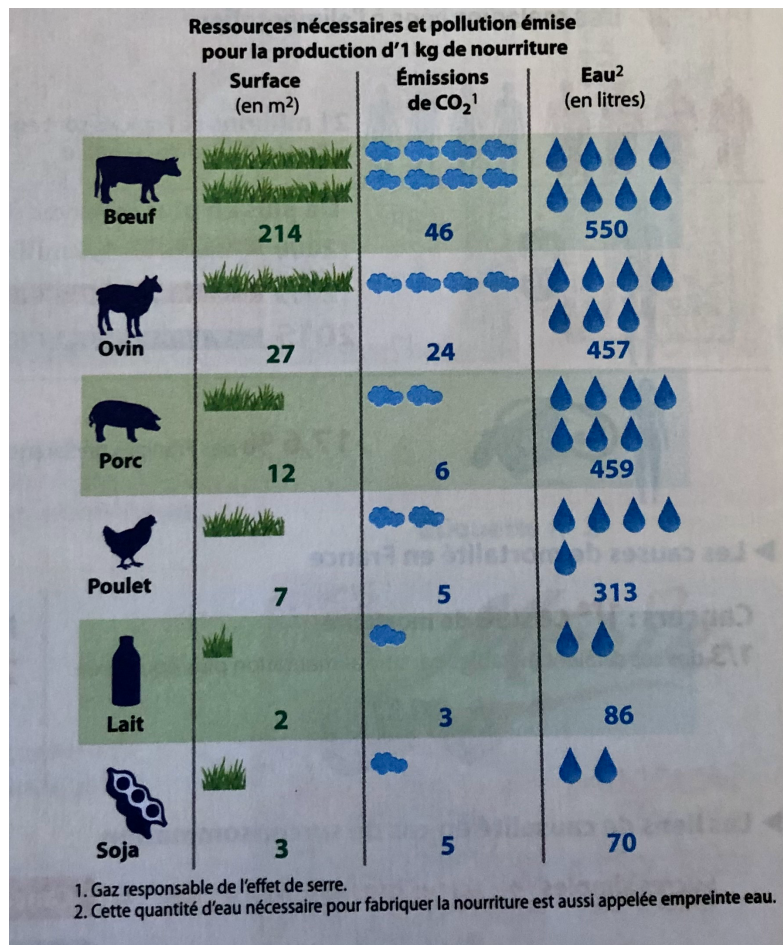 Ressources nécessaires et pollution émise
pour la production d'1 kg de nourriture
Surface
(en m²)
Émissions
de CO₂¹
Eau²
(en litres)
Bœuf
214
46
550
Ovin
27
24
457
Porc
12
6
459
Poulet
7
5
313
Lait
2
3
86
Soja
3
5
70
1. Gaz responsable de l'effet de serre.
2. Cette quantité d'eau nécessaire pour fabriquer la nourriture est aussi appelée empreinte eau.